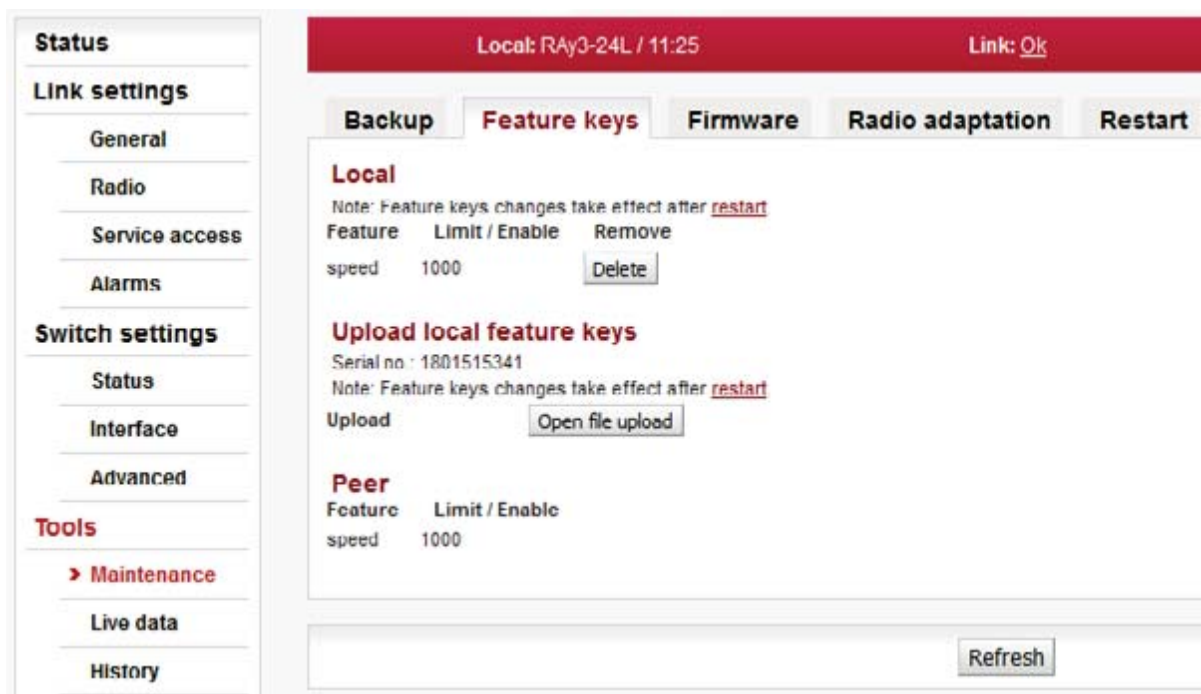 Status
Link settings
General
Radio
Service access
Alarms
Switch settings
Status
Interface
Advanced
Tools
Maintenance
Live data
History
Local: RAy3-24L / 11:25 Link: Ok
Backup Feature keys Firmware Radio adaptation Restart
Local
Note: Feature keys changes take effect after restart
Feature Limit / Enable Remove
speed 1000 Delete
Upload local feature keys
Serial no.: 1801515341
Note: Feature keys changes take effect after restart
Upload Open file upload
Peer
Feature Limit / Enable
speed 1000
Refresh